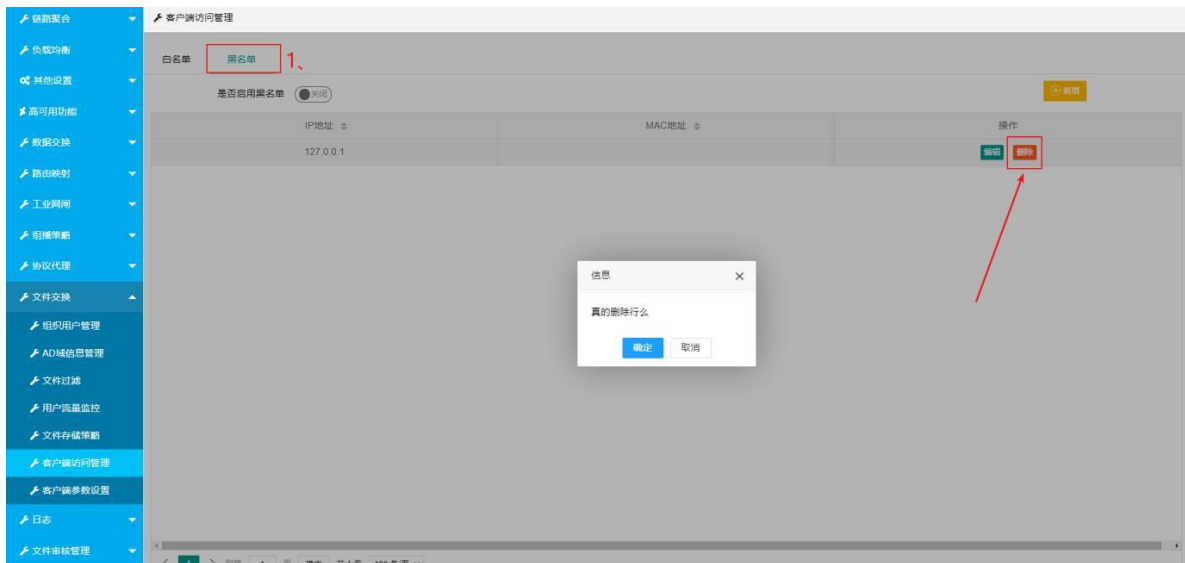 链路聚合
负载均衡
其他设置
高可用功能
数据交换
路由映射
工业网闸
组播策略
协议代理
文件交换
组织用户管理
AD域信息管理
文件过滤
用户流量监控
文件存储策略
客户端访问管理
客户端参数设置
日志
文件审核管理
客户端访问管理
白名单 黑名单 1、
是否启用黑名单 关闭 新增
IP地址 MAC地址 操作
127.0.0.1 编辑 删除
信息
真的删除行么
确定 取消